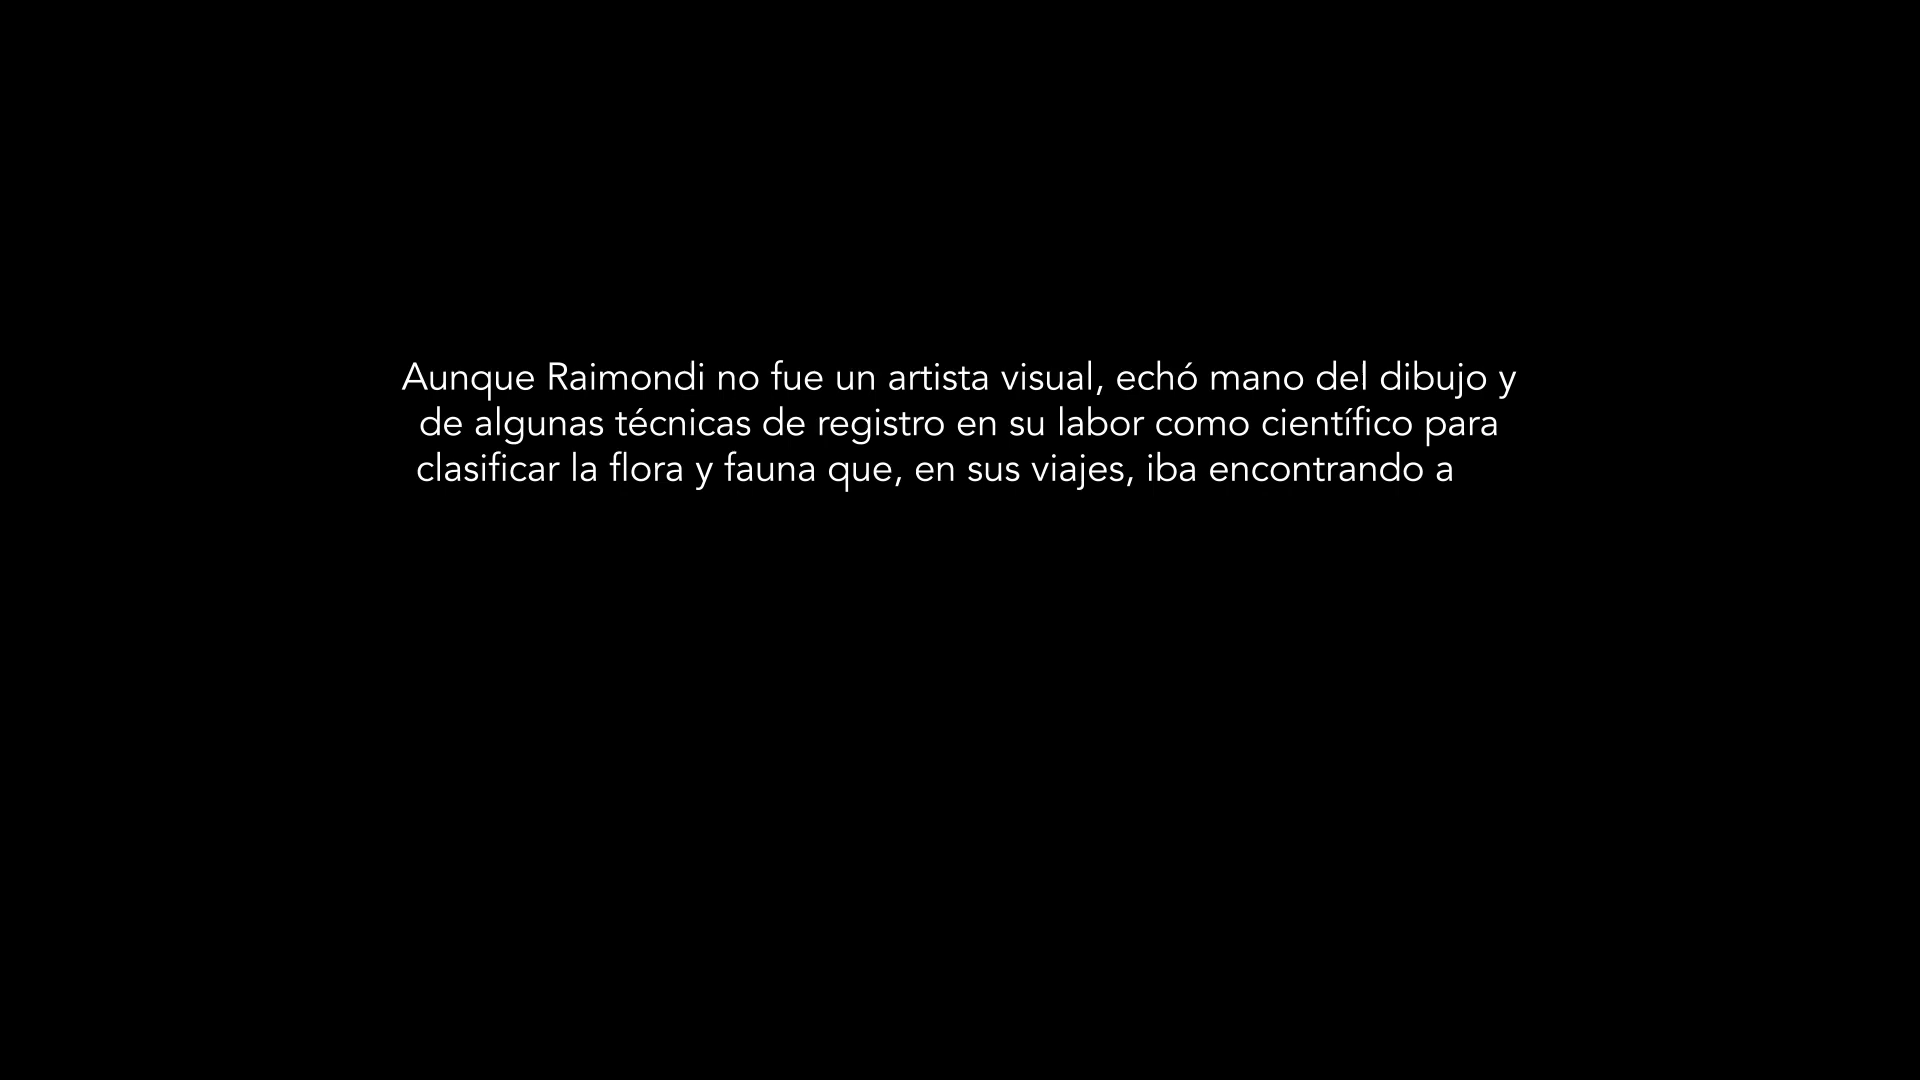 Aunque Raimondi no fue un artista visual, echó mano del dibujo y
de algunas técnicas de registro en su labor como científico para
clasificar la flora y fauna que, en sus viajes, iba encontrando a